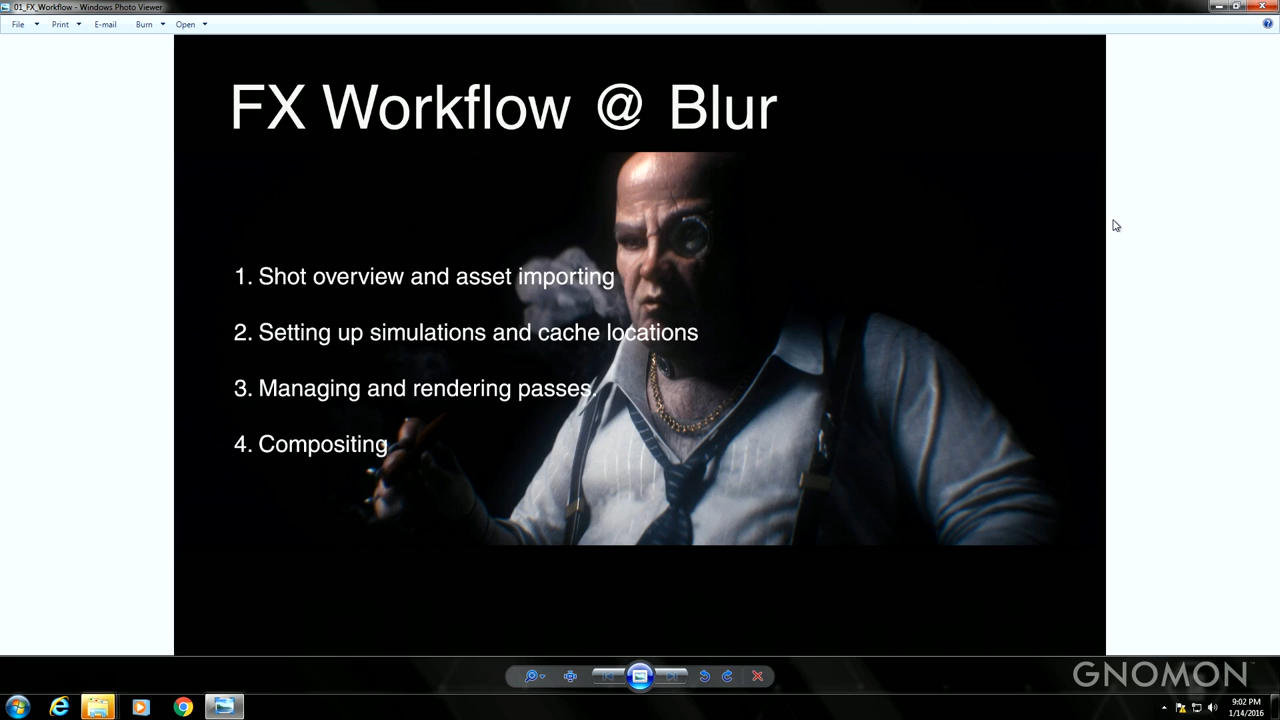 01_FX_Workflow - Windows Photo Viewer
File Print E-mail Burn Open
FX Workflow @ Blur
1. Shot overview and asset importing
2. Setting up simulations and cache locations
3. Managing and rendering passes.
4. Compositing
GNOMON
9:02 PM
1/14/2016